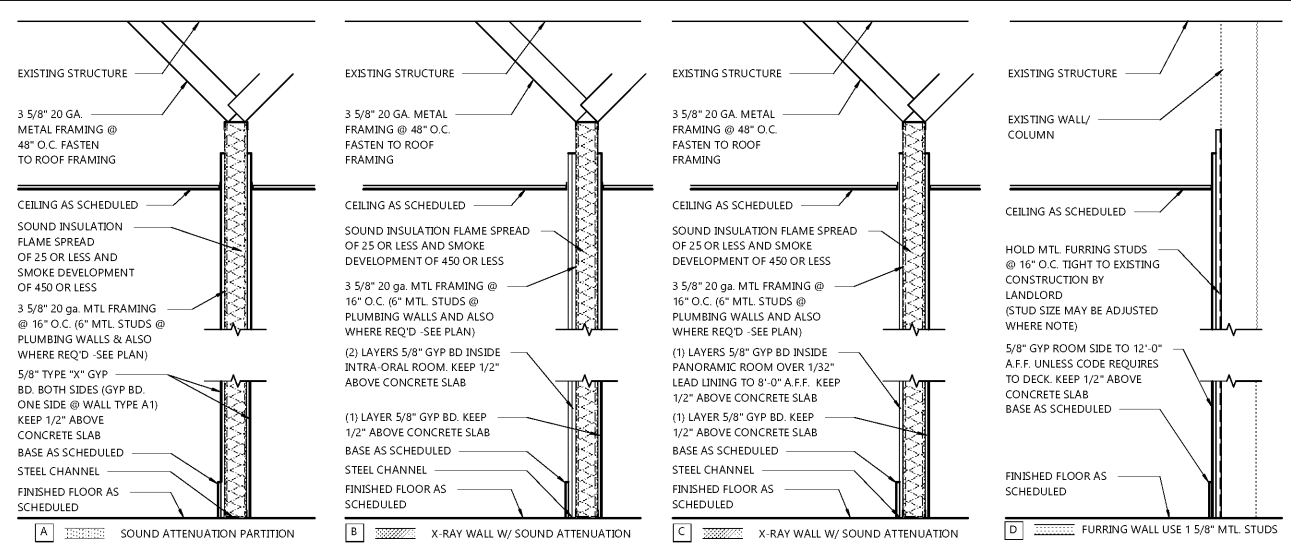 EXISTING STRUCTURE
3 5/8" 20 GA.
METAL FRAMING @
48" O.C. FASTEN
TO ROOF FRAMING
CEILING AS SCHEDULED
SOUND INSULATION
FLAME SPREAD
OF 25 OR LESS AND
SMOKE DEVELOPMENT
OF 450 OR LESS
3 5/8" 20 ga. MTL FRAMING
@ 16" O.C. (6" MTL. STUDS @
PLUMBING WALLS & ALSO
WHERE REQ'D -SEE PLAN)
5/8" TYPE "X" GYP
BD. BOTH SIDES (GYP BD.
ONE SIDE @ WALL TYPE A1)
KEEP 1/2" ABOVE
CONCRETE SLAB
BASE AS SCHEDULED
STEEL CHANNEL
FINISHED FLOOR AS
SCHEDULED
A SOUND ATTENUATION PARTITION
EXISTING STRUCTURE
3 5/8" 20 GA. METAL
FRAMING @ 48" O.C.
FASTEN TO ROOF
FRAMING
CEILING AS SCHEDULED
SOUND INSULATION FLAME SPREAD
OF 25 OR LESS AND SMOKE
DEVELOPMENT OF 450 OR LESS
3 5/8" 20 ga. MTL FRAMING @
16" O.C. (6" MTL. STUDS @
PLUMBING WALLS AND ALSO
WHERE REQ'D -SEE PLAN)
(2) LAYERS 5/8" GYP BD INSIDE
INTRA-ORAL ROOM. KEEP 1/2"
ABOVE CONCRETE SLAB
(1) LAYER 5/8" GYP BD. KEEP
1/2" ABOVE CONCRETE SLAB
BASE AS SCHEDULED
STEEL CHANNEL
FINISHED FLOOR AS
SCHEDULED
B X-RAY WALL W/ SOUND ATTENUATION
EXISTING STRUCTURE
3 5/8" 20 GA. METAL
FRAMING @ 48" O.C.
FASTEN TO ROOF
FRAMING
CEILING AS SCHEDULED
SOUND INSULATION FLAME SPREAD
OF 25 OR LESS AND SMOKE
DEVELOPMENT OF 450 OR LESS
3 5/8" 20 ga. MTL FRAMING @
16" O.C. (6" MTL. STUDS @
PLUMBING WALLS AND ALSO
WHERE REQ'D -SEE PLAN)
(1) LAYERS 5/8" GYP BD INSIDE
PANORAMIC ROOM OVER 1/32"
LEAD LINING TO 8'-0" A.F.F. KEEP
1/2" ABOVE CONCRETE SLAB
(1) LAYER 5/8" GYP BD. KEEP
1/2" ABOVE CONCRETE SLAB
BASE AS SCHEDULED
STEEL CHANNEL
FINISHED FLOOR AS
SCHEDULED
C X-RAY WALL W/ SOUND ATTENUATION
EXISTING STRUCTURE
EXISTING WALL/
COLUMN
CEILING AS SCHEDULED
HOLD MTL. FURRING STUDS
@ 16" O.C. TIGHT TO EXISTING
CONSTRUCTION BY
LANDLORD
(STUD SIZE MAY BE ADJUSTED
WHERE NOTE)
5/8" GYP ROOM SIDE TO 12'-0"
A.F.F. UNLESS CODE REQUIRES
TO DECK. KEEP 1/2" ABOVE
CONCRETE SLAB
BASE AS SCHEDULED
FINISHED FLOOR AS
SCHEDULED
D FURRING WALL USE 1 5/8" MTL. STUDS